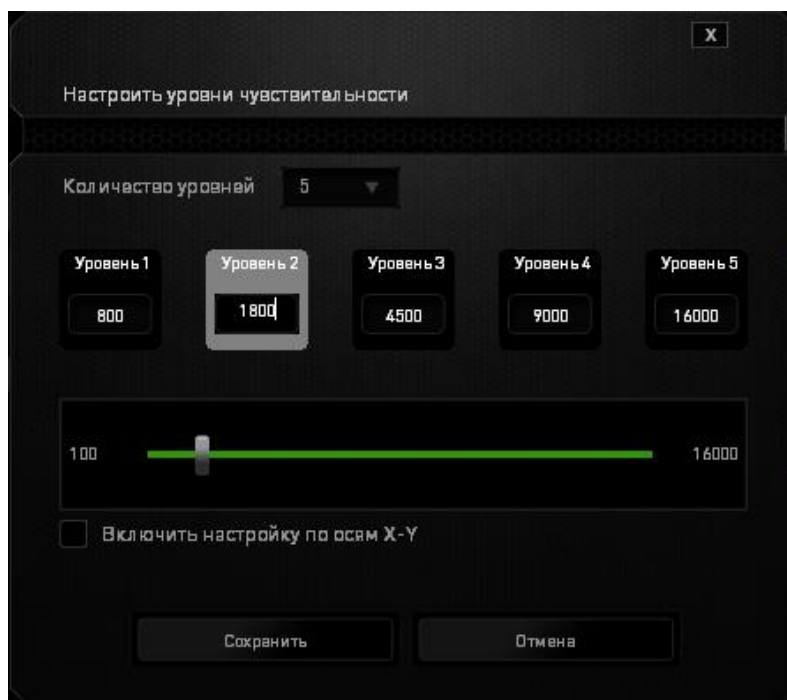 X
Настроить уровни чувствительности
Количество уровней 5
Уровень 1 Уровень 2 Уровень 3 Уровень 4 Уровень 5
800 1800 4500 9000 16000
100 16000
Включить настройку по осям X-Y
Сохранить Отмена